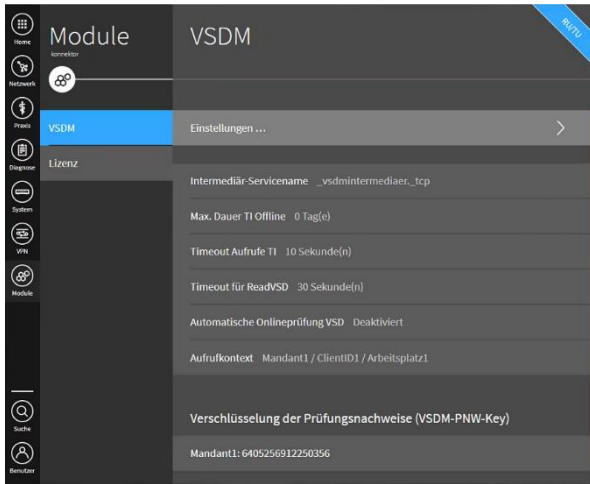 Home
Netzwerk
Praxis
Diagnose
System
VPN
Module
Suche
Benutzer
Module
konnektor
VSDM
Lizenz
VSDM
RU/TU
Einstellungen ...
Intermediär-Servicename _vsdmintermediaer._tcp
Max. Dauer TI Offline 0 Tag(e)
Timeout Aufrufe TI 10 Sekunde(n)
Timeout für ReadVSD 30 Sekunde(n)
Automatische Onlineprüfung VSD Deaktiviert
Aufrufkontext Mandant1 / ClientID1 / Arbeitsplatz1
Verschlüsselung der Prüfungsnachweise (VSDM-PNW-Key)
Mandant1: 6405256912250356